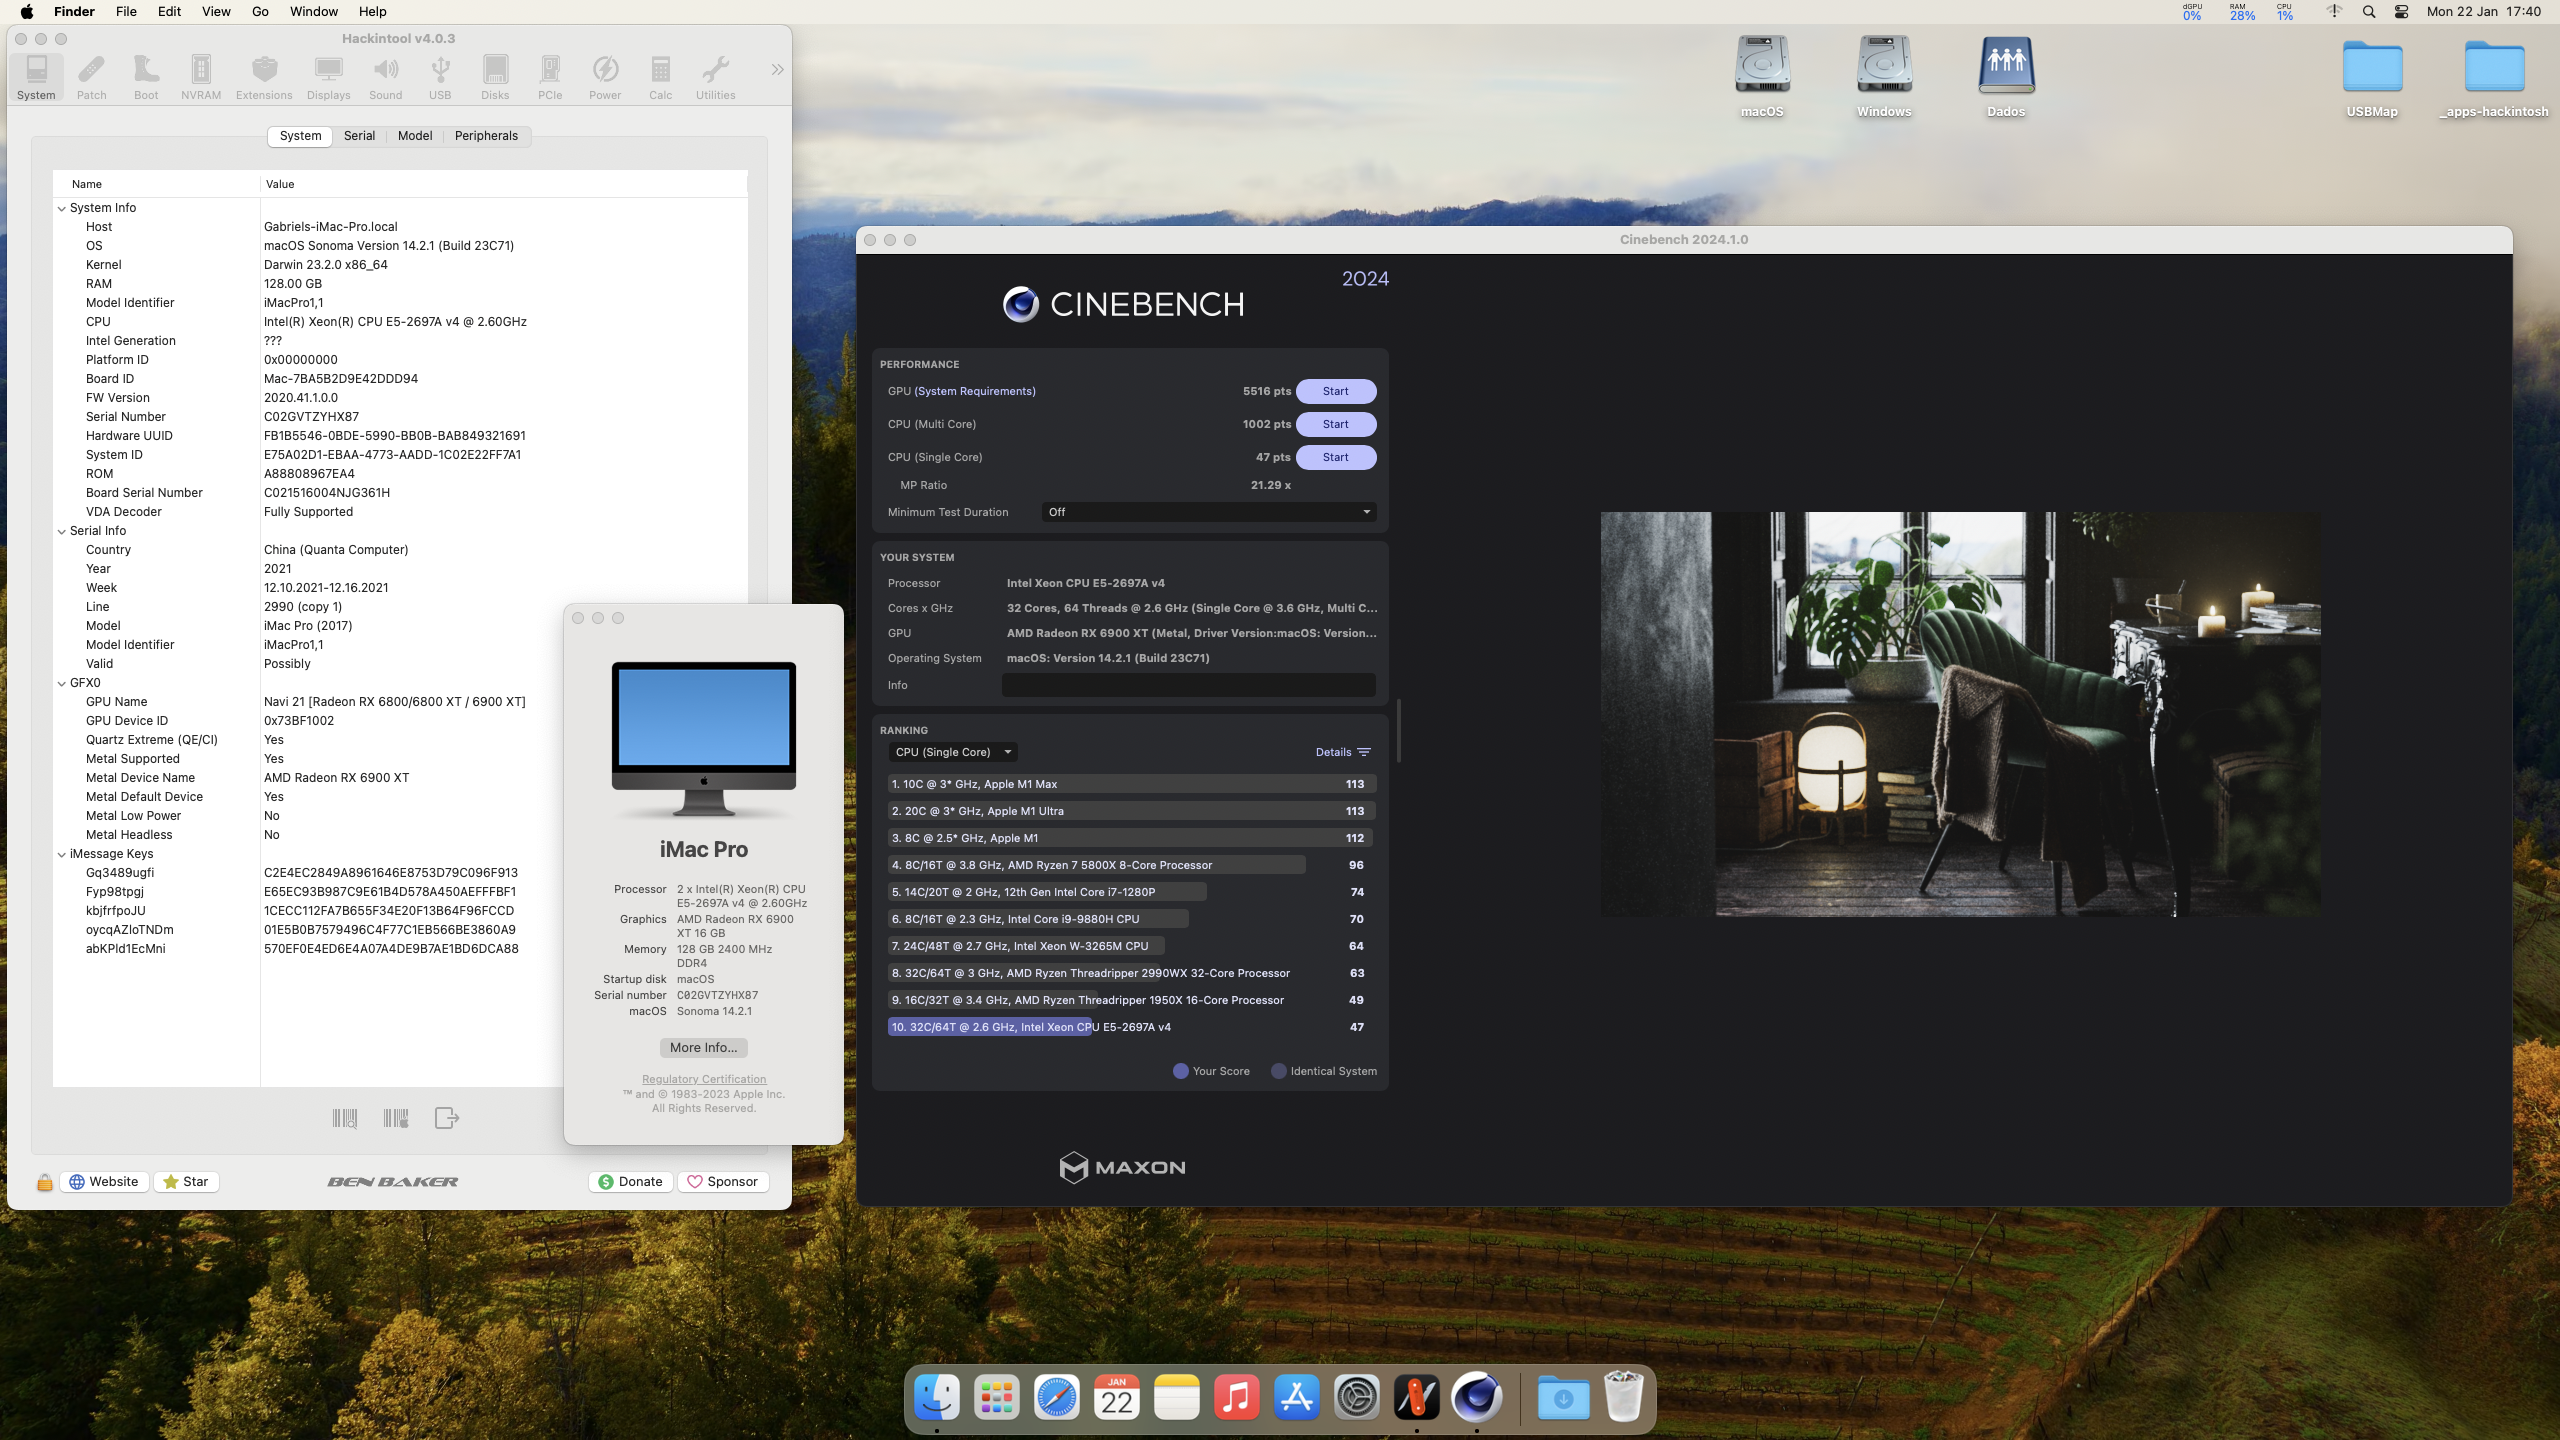 Finder File Edit View Go Window Help
dGPU 0% RAM 28% CPU 1% Mon 22 Jan 17:40
Hackintool v4.0.3
System Patch Boot NVRAM Extensions Displays Sound USB Disks PCIe Power Calc Utilities
System Serial Model Peripherals
Name Value
System Info
Host Gabriels-iMac-Pro.local
OS macOS Sonoma Version 14.2.1 (Build 23C71)
Kernel Darwin 23.2.0 x86_64
RAM 128.00 GB
Model Identifier iMacPro1,1
CPU Intel(R) Xeon(R) CPU E5-2697A v4 @ 2.60GHz
Intel Generation ???
Platform ID 0x00000000
Board ID Mac-7BA5B2D9E42DDD94
FW Version 2020.41.1.0.0
Serial Number C02GVTZYHX87
Hardware UUID FB1B5546-0BDE-5990-BB0B-BAB849321691
System ID E75A02D1-EBAA-4773-AADD-1C02E22FF7A1
ROM A88808967EA4
Board Serial Number C021516004NJG361H
VDA Decoder Fully Supported
Serial Info
Country China (Quanta Computer)
Year 2021
Week 12.10.2021-12.16.2021
Line 2990 (copy 1)
Model iMac Pro (2017)
Model Identifier iMacPro1,1
Valid Possibly
GFX0
GPU Name Navi 21 [Radeon RX 6800/6800 XT / 6900 XT]
GPU Device ID 0x73BF1002
Quartz Extreme (QE/CI) Yes
Metal Supported Yes
Metal Device Name AMD Radeon RX 6900 XT
Metal Default Device Yes
Metal Low Power No
Metal Headless No
iMessage Keys
Gq3489ugfi C2E4EC2849A8961646E8753D79C096F913
Fyp98tpgj E65EC93B987C9E61B4D578A450AEFFFBF1
kbjfrfpoJU 1CECC112FA7B655F34E20F13B64F96FCCD
oycqAZloTNDm 01E5B0B7579496C4F77C1EB566BE3860A9
abKPld1EcMni 570EF0E4ED6E4A07A4DE9B7AE1BD6DCA88
Website Star BEN BAKER Donate Sponsor
iMac Pro
Processor 2 x Intel(R) Xeon(R) CPU
E5-2697A v4 @ 2.60GHz
Graphics AMD Radeon RX 6900
XT 16 GB
Memory 128 GB 2400 MHz
DDR4
Startup disk macOS
Serial number C02GVTZYHX87
macOS Sonoma 14.2.1
More Info...
Regulatory Certification
™ and © 1983-2023 Apple Inc.
All Rights Reserved.
macOS Windows Dados USBMap _apps-hackintosh
Cinebench 2024.1.0
2024
CINEBENCH
PERFORMANCE
GPU (System Requirements) 5516 pts Start
CPU (Multi Core) 1002 pts Start
CPU (Single Core) 47 pts Start
MP Ratio 21.29 x
Minimum Test Duration Off
YOUR SYSTEM
Processor Intel Xeon CPU E5-2697A v4
Cores x GHz 32 Cores, 64 Threads @ 2.6 GHz (Single Core @ 3.6 GHz, Multi C...
GPU AMD Radeon RX 6900 XT (Metal, Driver Version:macOS: Version...
Operating System macOS: Version 14.2.1 (Build 23C71)
Info
RANKING
CPU (Single Core) Details
1. 10C @ 3* GHz, Apple M1 Max 113
2. 20C @ 3* GHz, Apple M1 Ultra 113
3. 8C @ 2.5* GHz, Apple M1 112
4. 8C/16T @ 3.8 GHz, AMD Ryzen 7 5800X 8-Core Processor 96
5. 14C/20T @ 2 GHz, 12th Gen Intel Core i7-1280P 74
6. 8C/16T @ 2.3 GHz, Intel Core i9-9880H CPU 70
7. 24C/48T @ 2.7 GHz, Intel Xeon W-3265M CPU 64
8. 32C/64T @ 3 GHz, AMD Ryzen Threadripper 2990WX 32-Core Processor 63
9. 16C/32T @ 3.4 GHz, AMD Ryzen Threadripper 1950X 16-Core Processor 49
10. 32C/64T @ 2.6 GHz, Intel Xeon CPU E5-2697A v4 47
Your Score Identical System
MAXON
JAN
22